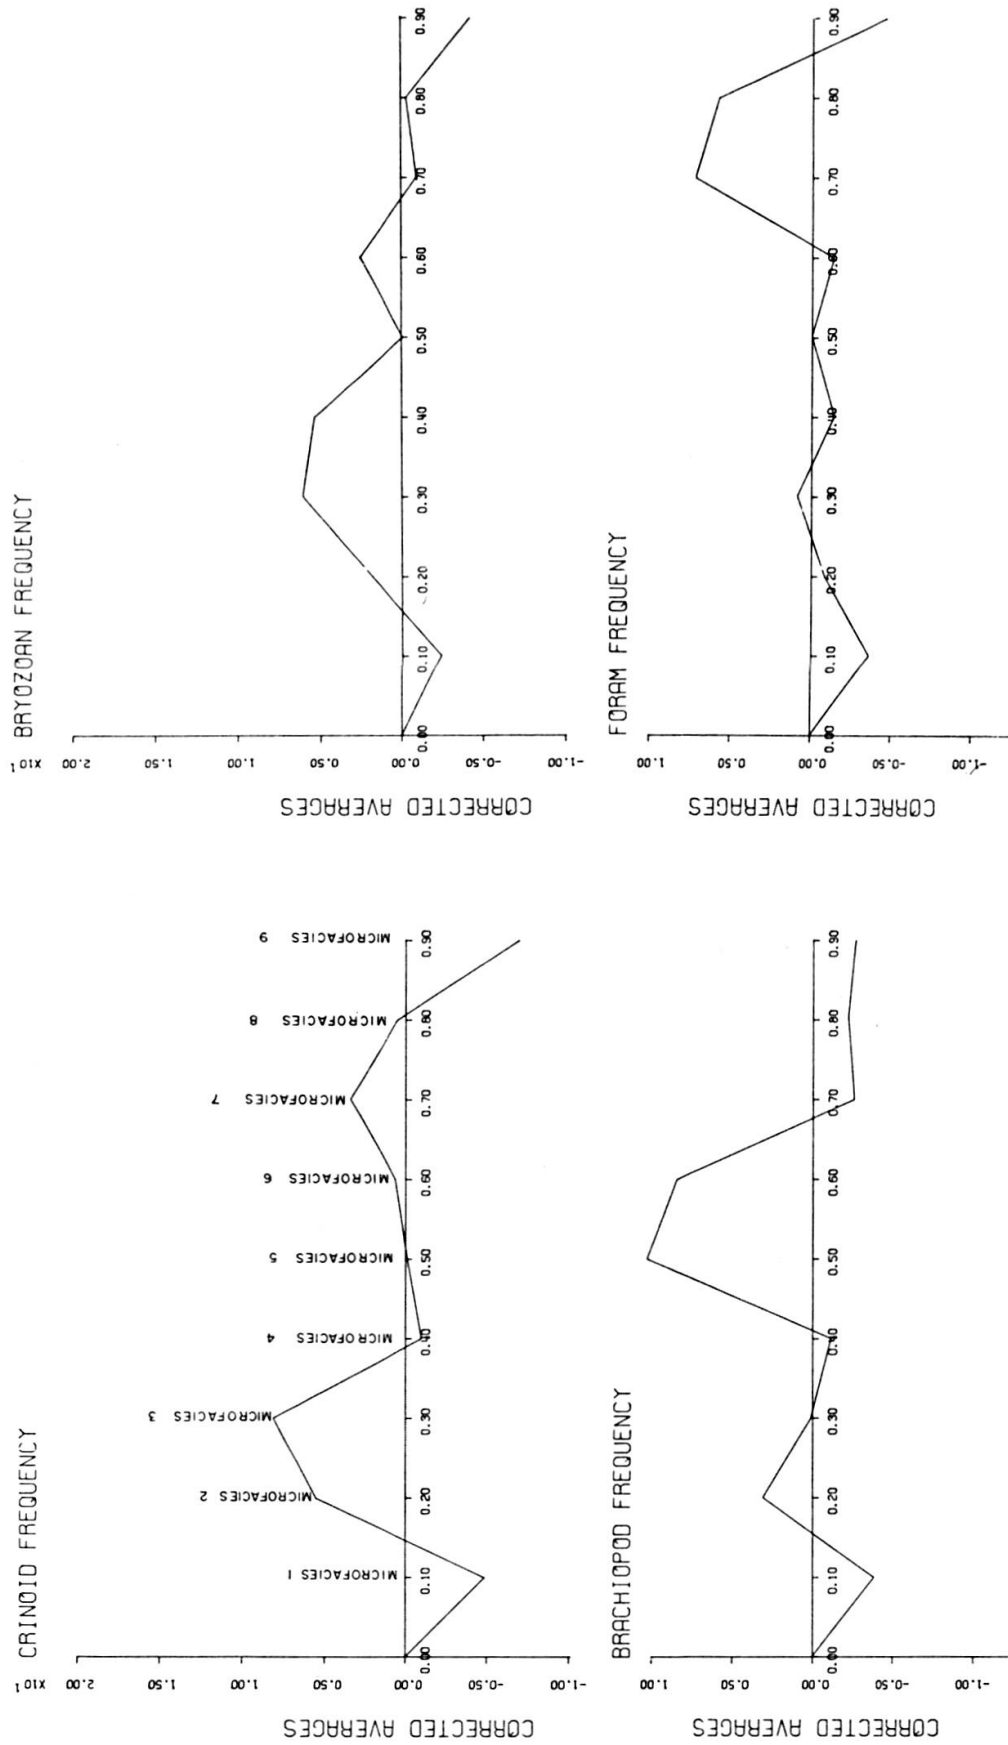 CRINOID FREQUENCY
X10¹
2.00
1.50
1.00
0.50
0.00
-0.50
-1.00
CORRECTED AVERAGES
MICROFACIES 1
MICROFACIES 2
MICROFACIES 3
MICROFACIES 4
MICROFACIES 5
MICROFACIES 6
MICROFACIES 7
MICROFACIES 8
MICROFACIES 9
0.00 0.10 0.20 0.30 0.40 0.50 0.60 0.70 0.80 0.90
BRYOZOAN FREQUENCY
X10¹
2.00
1.50
1.00
0.50
0.00
-0.50
-1.00
CORRECTED AVERAGES
0.00 0.10 0.20 0.30 0.40 0.50 0.60 0.70 0.80 0.90
BRACHIOPOD FREQUENCY
1.00
0.50
0.00
-0.50
-1.00
CORRECTED AVERAGES
0.00 0.10 0.20 0.30 0.40 0.50 0.60 0.70 0.80 0.90
FORAM FREQUENCY
1.00
0.50
0.00
-0.50
-1.00
CORRECTED AVERAGES
0.00 0.10 0.20 0.30 0.40 0.50 0.60 0.70 0.80 0.90